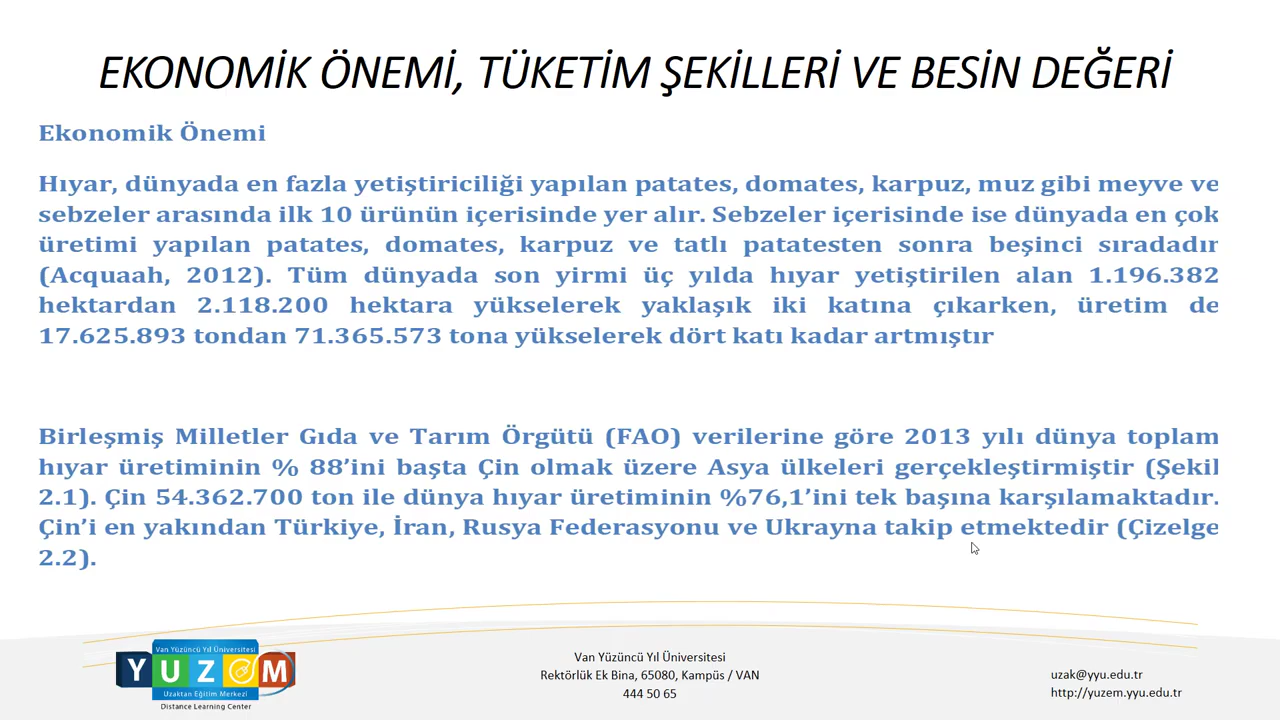 EKONOMİK ÖNEMİ, TÜKETİM ŞEKİLLERİ VE BESİN DEĞERİ
Ekonomik Önemi
Hıyar, dünyada en fazla yetiştiriciliği yapılan patates, domates, karpuz, muz gibi meyve ve
sebzeler arasında ilk 10 ürünün içerisinde yer alır. Sebzeler içerisinde ise dünyada en çok
üretimi yapılan patates, domates, karpuz ve tatlı patatesten sonra beşinci sıradadır
(Acquaah, 2012). Tüm dünyada son yirmi üç yılda hıyar yetiştirilen alan 1.196.382
hektardan 2.118.200 hektara yükselerek yaklaşık iki katına çıkarken, üretim de
17.625.893 tondan 71.365.573 tona yükselerek dört katı kadar artmıştır
Birleşmiş Milletler Gıda ve Tarım Örgütü (FAO) verilerine göre 2013 yılı dünya toplam
hıyar üretiminin % 88’ini başta Çin olmak üzere Asya ülkeleri gerçekleştirmiştir (Şekil
2.1). Çin 54.362.700 ton ile dünya hıyar üretiminin %76,1’ini tek başına karşılamaktadır.
Çin’i en yakından Türkiye, İran, Rusya Federasyonu ve Ukrayna takip etmektedir (Çizelge
2.2).
Van Yüzüncü Yıl Üniversitesi
YUZEM
Uzaktan Eğitim Merkezi
Distance Learning Center
Van Yüzüncü Yıl Üniversitesi
Rektörlük Ek Bina, 65080, Kampüs / VAN
444 50 65
uzak@yyu.edu.tr
http://yuzem.yyu.edu.tr